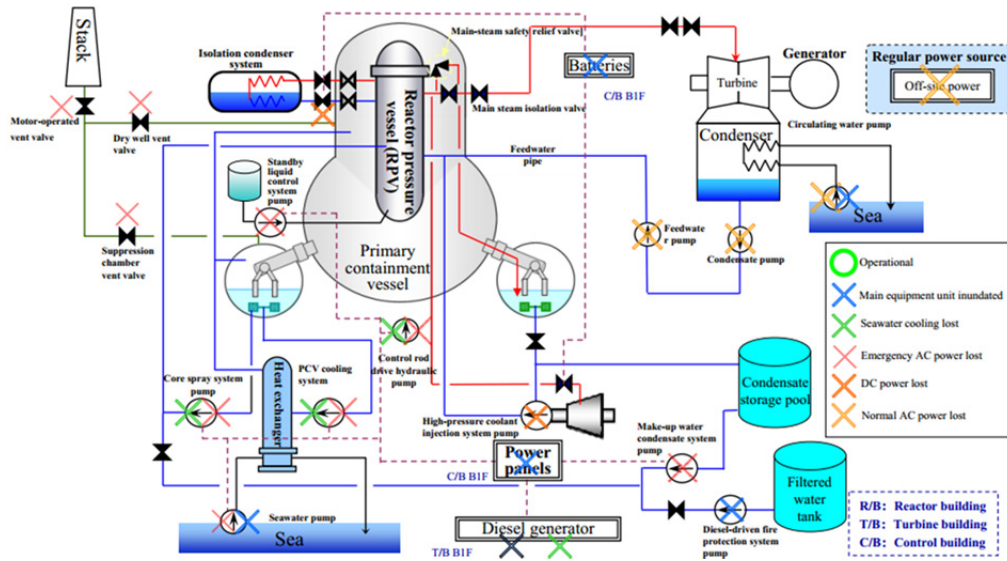 Stack
Main-steam safety relief valve]
Isolation condenser
system
Batteries
C/B B1F
Generator
Turbine
Regular power source
Off-site power
Motor-operated
vent valve
Dry well vent
valve
Reactor pressure
vessel (RPV)
Main steam isolation valve
Circulating water pump
Condenser
Feedwater
pipe
Standby
liquid
control
system
pump
Sea
Suppression
chamber
vent valve
Primary
containment
vessel
Feedwate
r pump
Condensate pump
Operational
Main equipment unit inundated
Seawater cooling lost
Emergency AC power lost
DC power lost
Normal AC power lost
Control rod
drive hydraulic
pump
Condensate
storage pool
Core spray system
pump
PCV cooling
system
Heat exchanger
High-pressure coolant
injection system pump
Make-up water
condensate system
pump
Power
panels
C/B B1F
Filtered
water
tank
Seawater pump
Sea
Diesel generator
T/B B1F
Diesel-driven fire
protection system
pump
R/B: Reactor building
T/B: Turbine building
C/B: Control building